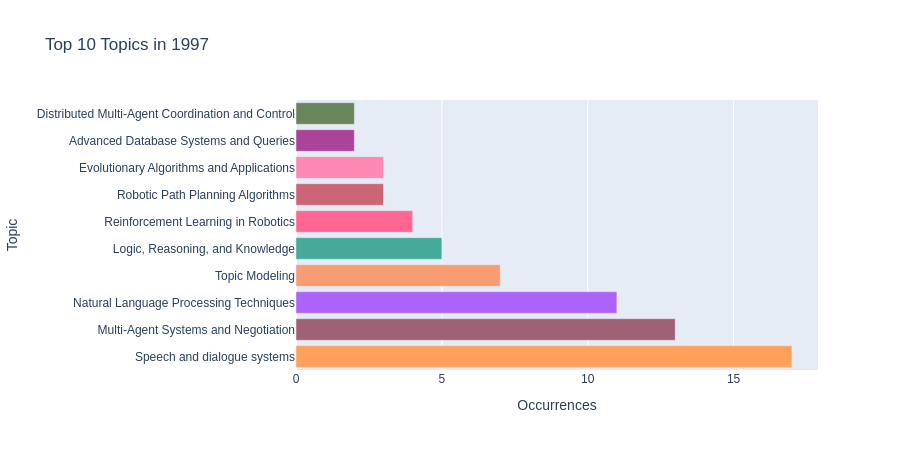 Top 10 Topics in 1997
Topic
Distributed Multi-Agent Coordination and Control
Advanced Database Systems and Queries
Evolutionary Algorithms and Applications
Robotic Path Planning Algorithms
Reinforcement Learning in Robotics
Logic, Reasoning, and Knowledge
Topic Modeling
Natural Language Processing Techniques
Multi-Agent Systems and Negotiation
Speech and dialogue systems
0 5 10 15
Occurrences